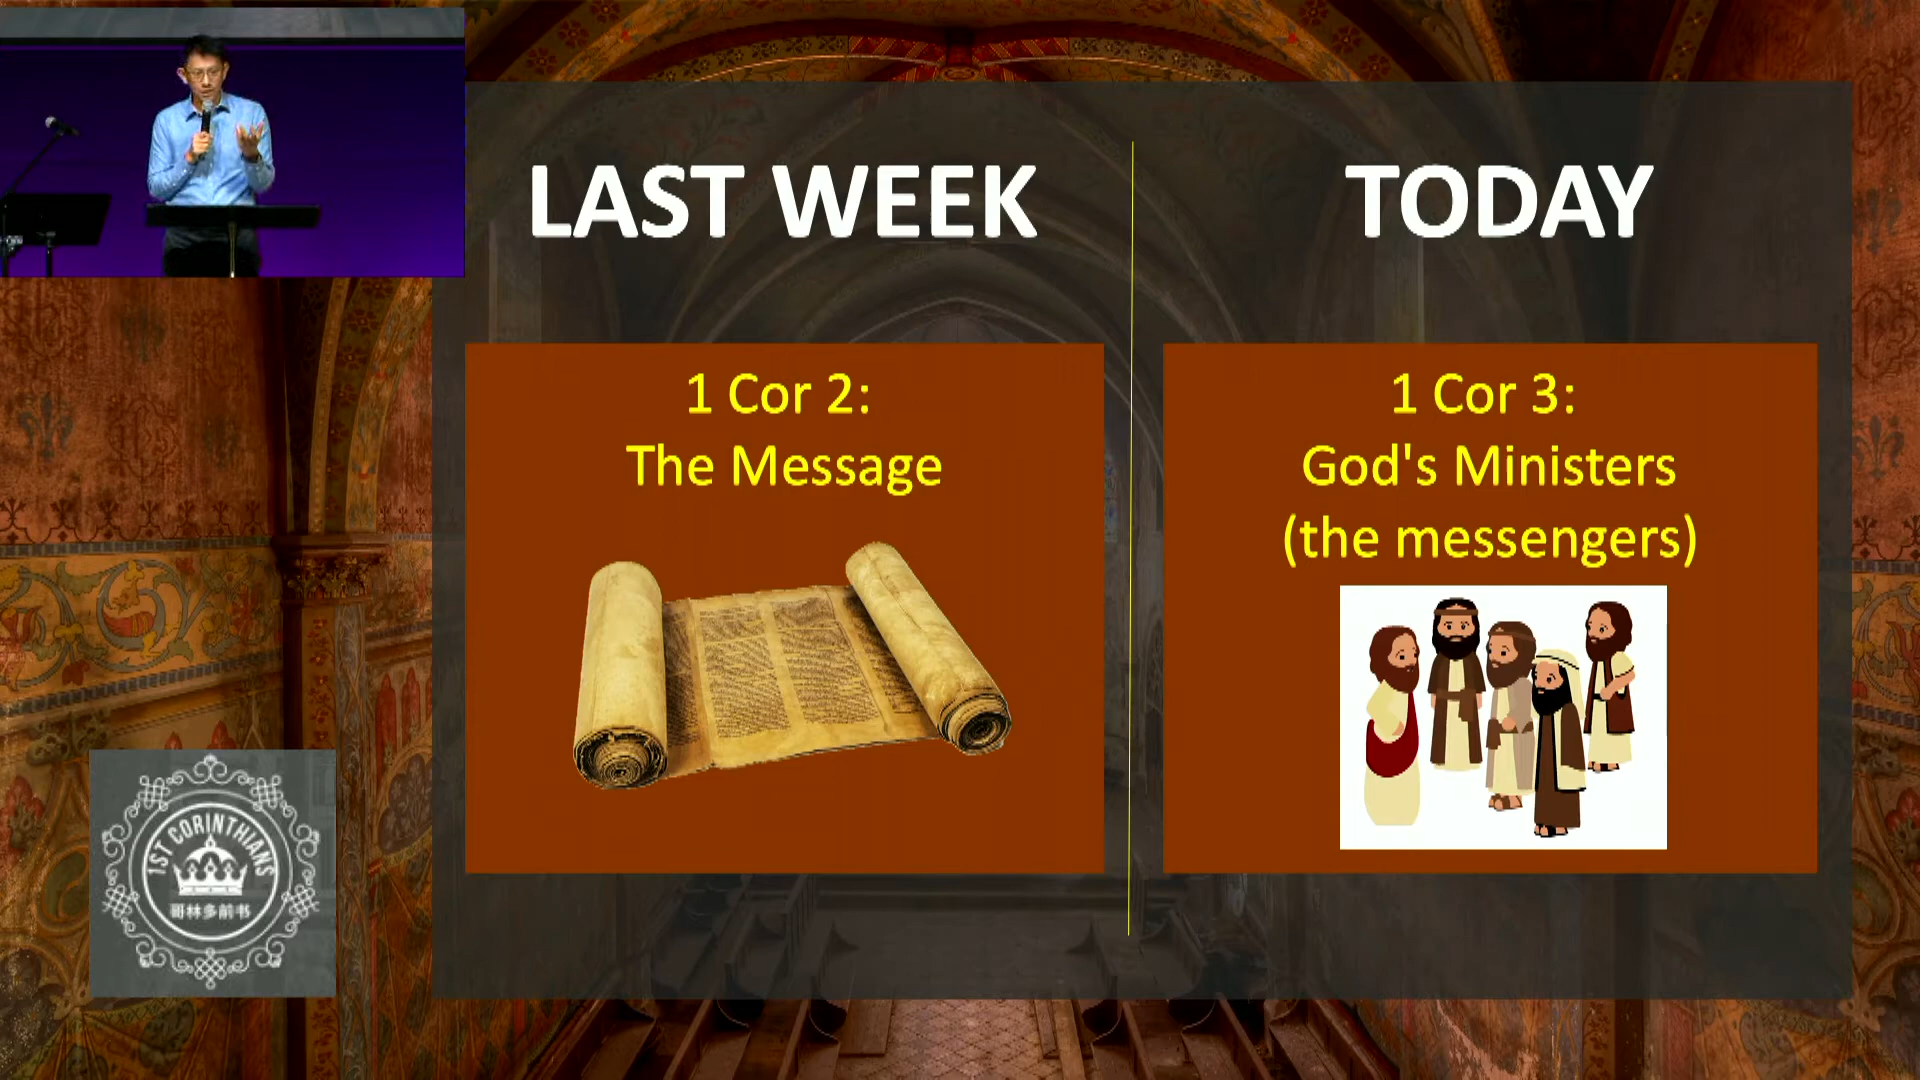 LAST WEEK
TODAY
1 Cor 2:
The Message
1 Cor 3:
God's Ministers
(the messengers)
1ST CORINTHIANS
哥林多前书